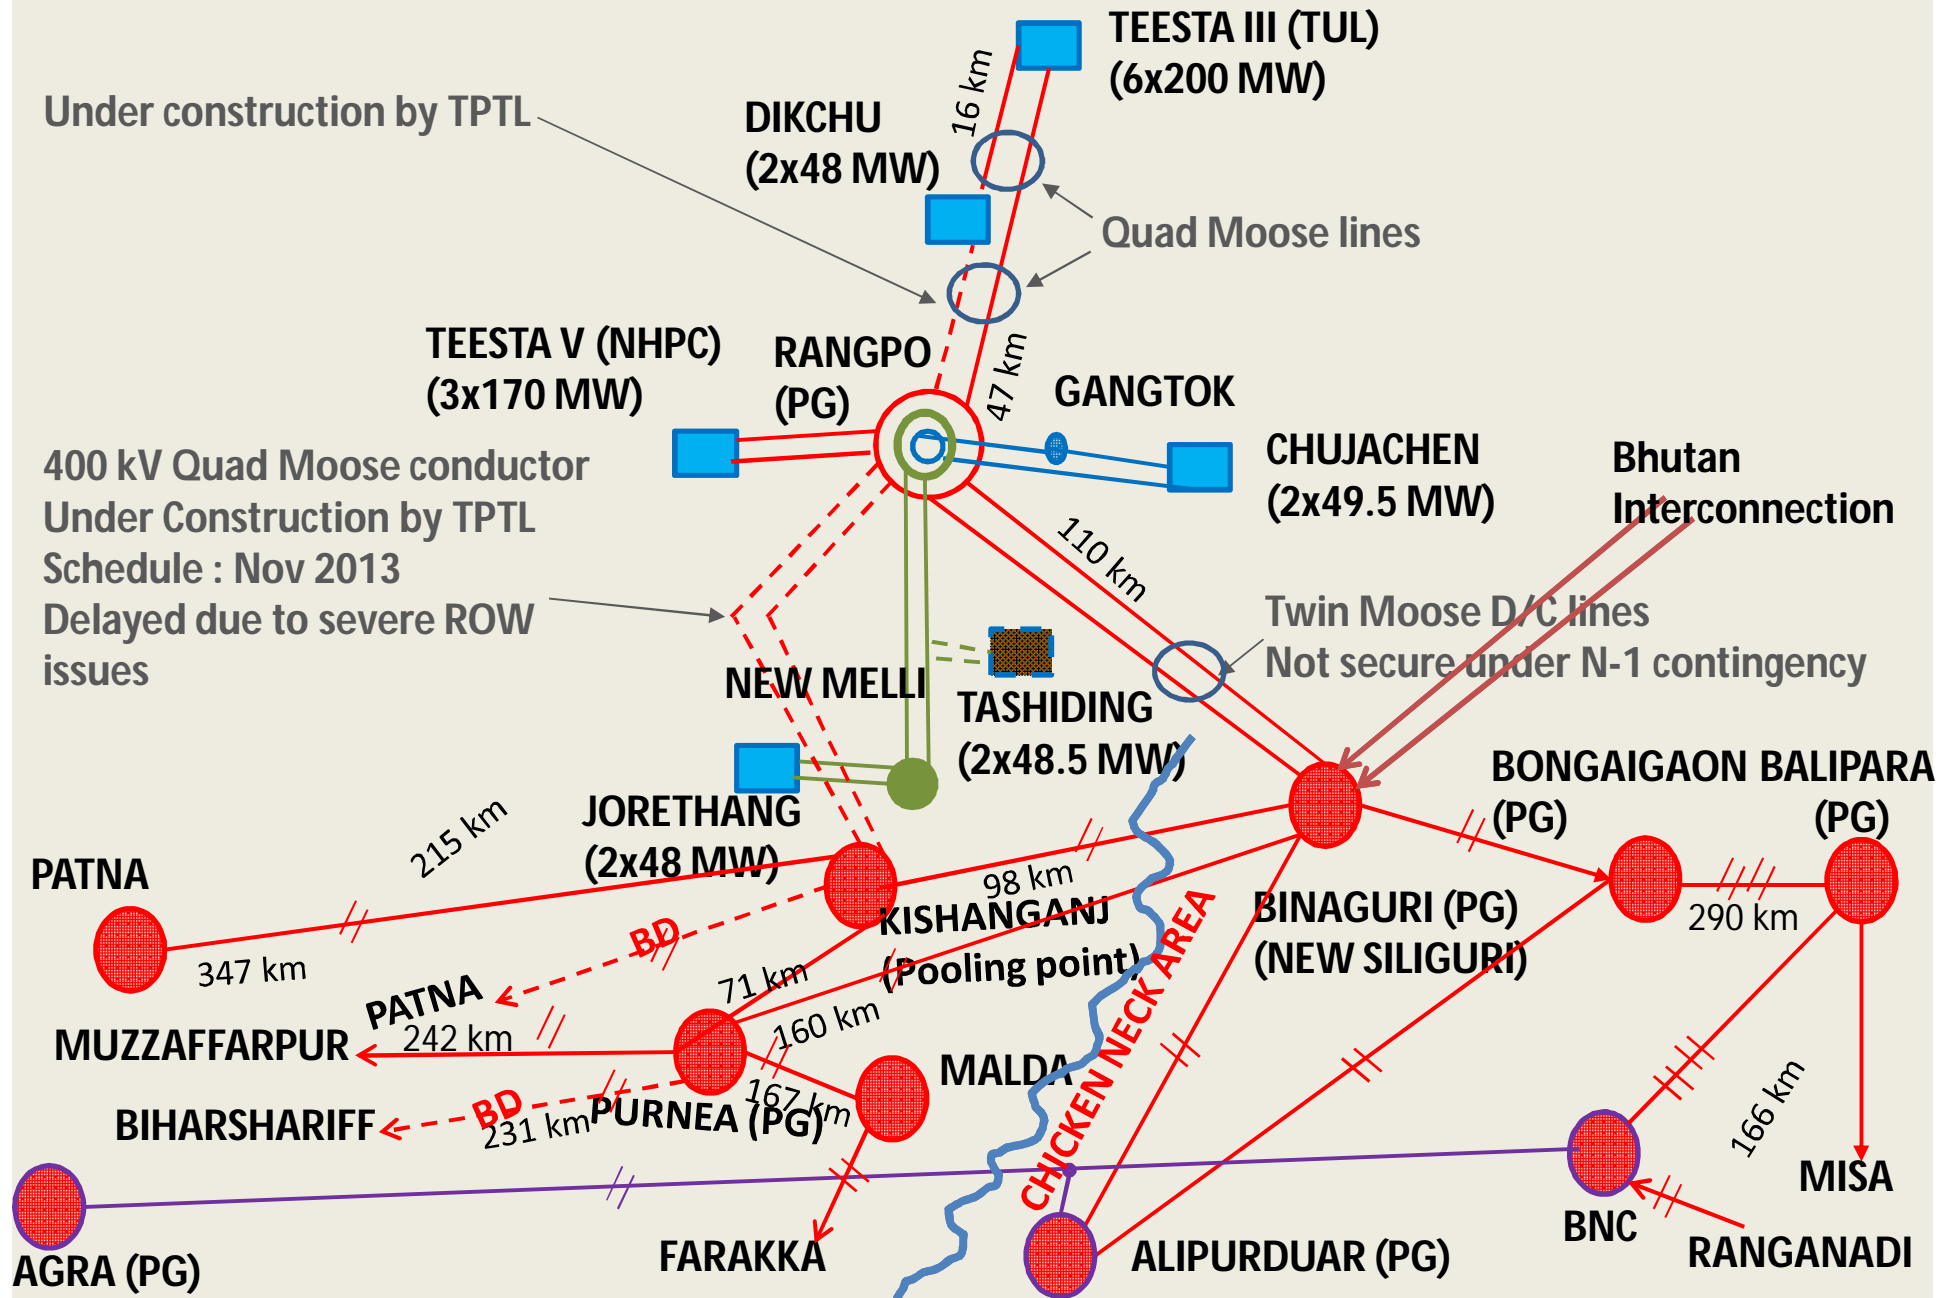 TEESTA III (TUL)
(6x200 MW)
16 km
Under construction by TPTL
DIKCHU
(2x48 MW)
Quad Moose lines
TEESTA V (NHPC)
(3x170 MW)
RANGPO
(PG)
47 km
GANGTOK
CHUJACHEN
(2x49.5 MW)
Bhutan
Interconnection
400 kV Quad Moose conductor
Under Construction by TPTL
Schedule : Nov 2013
Delayed due to severe ROW
issues
110 km
Twin Moose D/C lines
Not secure under N-1 contingency
NEW MELLI
TASHIDING
(2x48.5 MW)
JORETHANG
(2x48 MW)
BONGAIGAON
(PG)
BALIPARA
(PG)
215 km
PATNA
98 km
KISHANGANJ
(Pooling point)
BINAGURI (PG)
(NEW SILIGURI)
290 km
BD
347 km
71 km
PATNA
160 km
CHICKEN NECK AREA
MUZZAFFARPUR
242 km
MALDA
BIHARSHARIFF
BD
231 km
PURNEA (PG)
167 km
166 km
MISA
BNC
RANGANADI
FARAKKA
ALIPURDUAR (PG)
AGRA (PG)